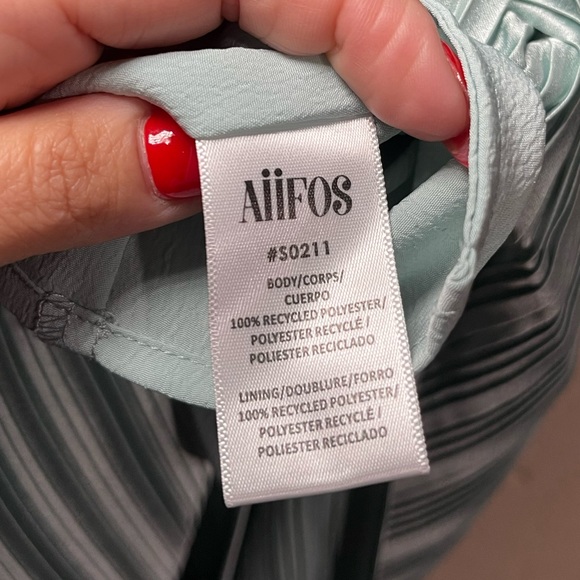 AïïFOS
#S0211
BODY/CORPS/
CUERPO
100% RECYCLED POLYESTER/
POLYESTER RECYCLÉ /
POLIESTER RECICLADO
LINING/DOUBLURE/FORRO
100% RECYCLED POLYESTER/
POLYESTER RECYCLÉ /
POLIESTER RECICLADO